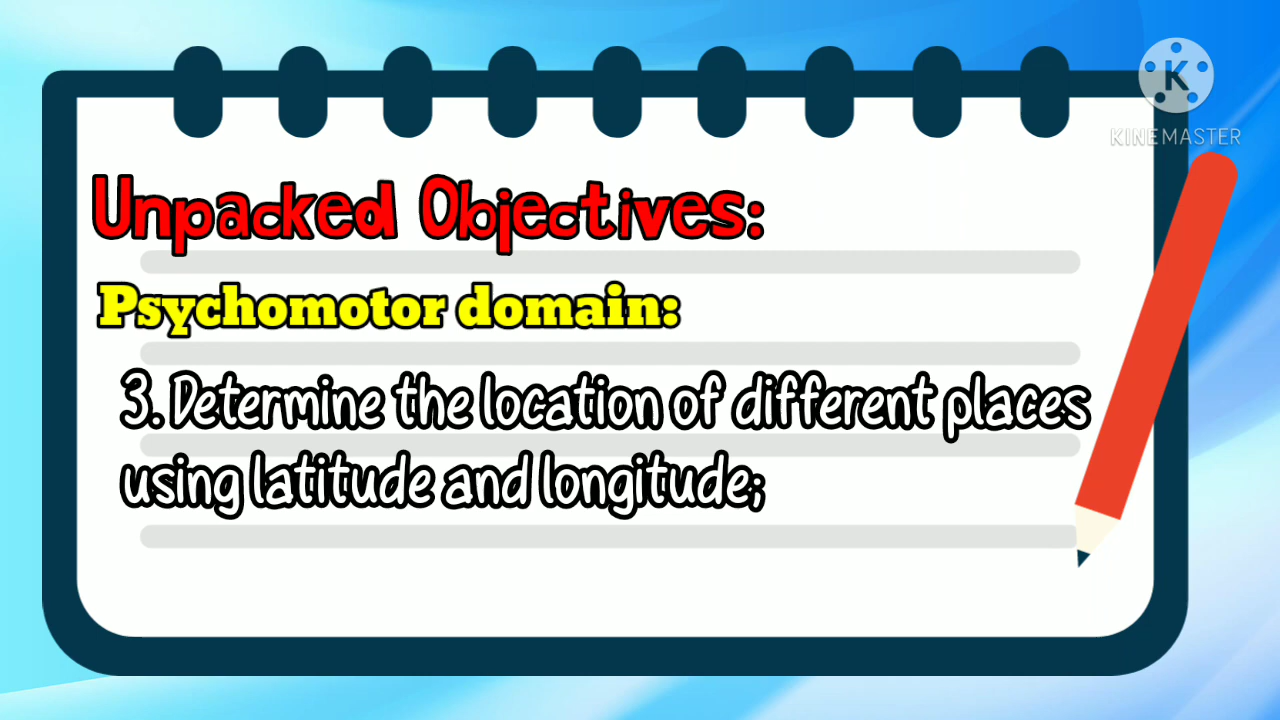 K
KINEMASTER
Unpacked Objectives:
Psychomotor domain:
3. Determine the location of different places
using latitude and longitude;